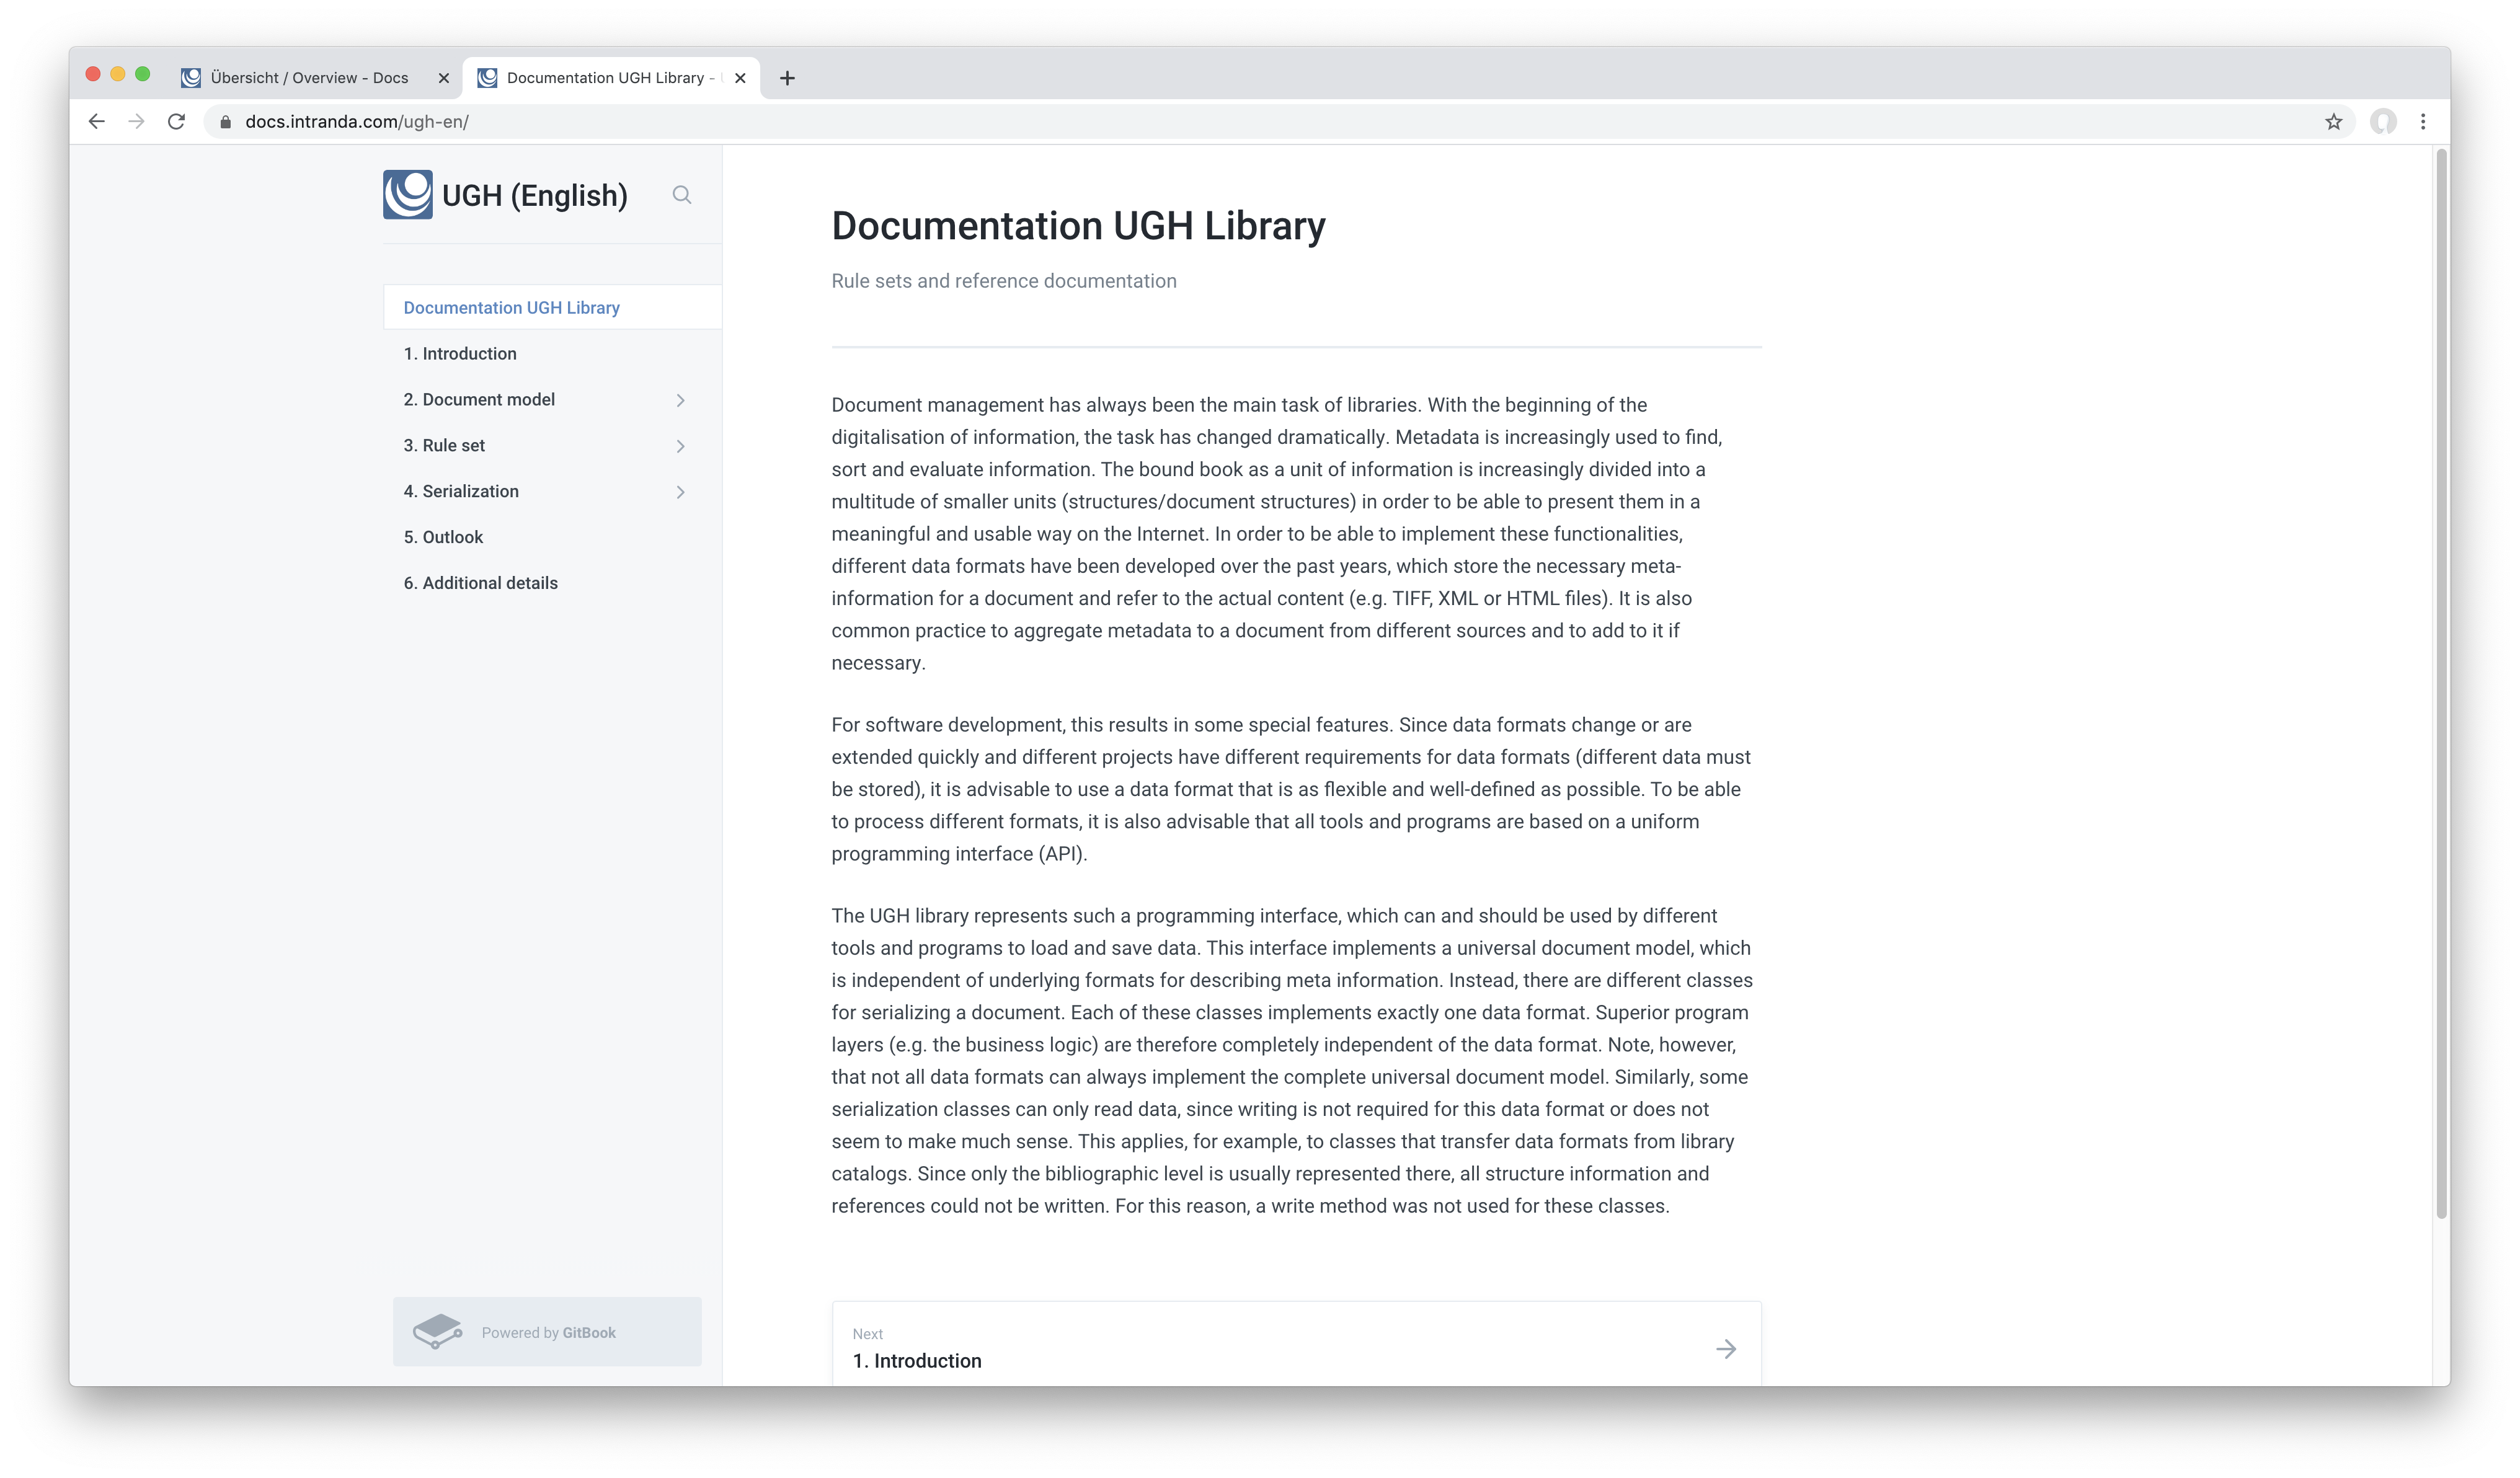 Übersicht / Overview - Docs
Documentation UGH Library -
docs.intranda.com/ugh-en/
UGH (English)
Documentation UGH Library
1. Introduction
2. Document model
3. Rule set
4. Serialization
5. Outlook
6. Additional details
Powered by GitBook
Documentation UGH Library
Rule sets and reference documentation
Document management has always been the main task of libraries. With the beginning of the
digitalisation of information, the task has changed dramatically. Metadata is increasingly used to find,
sort and evaluate information. The bound book as a unit of information is increasingly divided into a
multitude of smaller units (structures/document structures) in order to be able to present them in a
meaningful and usable way on the Internet. In order to be able to implement these functionalities,
different data formats have been developed over the past years, which store the necessary meta-
information for a document and refer to the actual content (e.g. TIFF, XML or HTML files). It is also
common practice to aggregate metadata to a document from different sources and to add to it if
necessary.
For software development, this results in some special features. Since data formats change or are
extended quickly and different projects have different requirements for data formats (different data must
be stored), it is advisable to use a data format that is as flexible and well-defined as possible. To be able
to process different formats, it is also advisable that all tools and programs are based on a uniform
programming interface (API).
The UGH library represents such a programming interface, which can and should be used by different
tools and programs to load and save data. This interface implements a universal document model, which
is independent of underlying formats for describing meta information. Instead, there are different classes
for serializing a document. Each of these classes implements exactly one data format. Superior program
layers (e.g. the business logic) are therefore completely independent of the data format. Note, however,
that not all data formats can always implement the complete universal document model. Similarly, some
serialization classes can only read data, since writing is not required for this data format or does not
seem to make much sense. This applies, for example, to classes that transfer data formats from library
catalogs. Since only the bibliographic level is usually represented there, all structure information and
references could not be written. For this reason, a write method was not used for these classes.
Next
1. Introduction